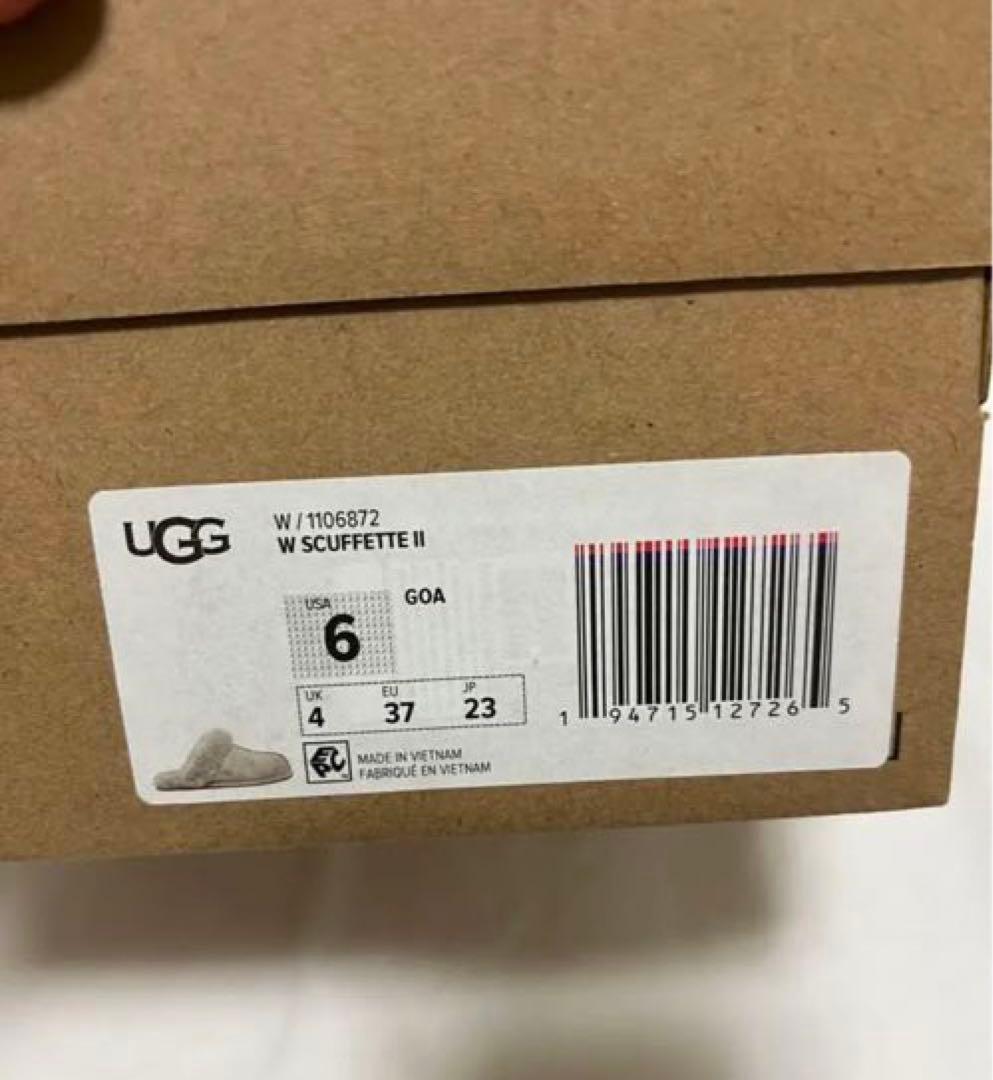 UGG
W / 1106872
W SCUFFETTE II
USA
6
GOA
UK EU JP
4 37 23
MADE IN VIETNAM
FABRIQUÉ EN VIETNAM
1 94715 12726 5